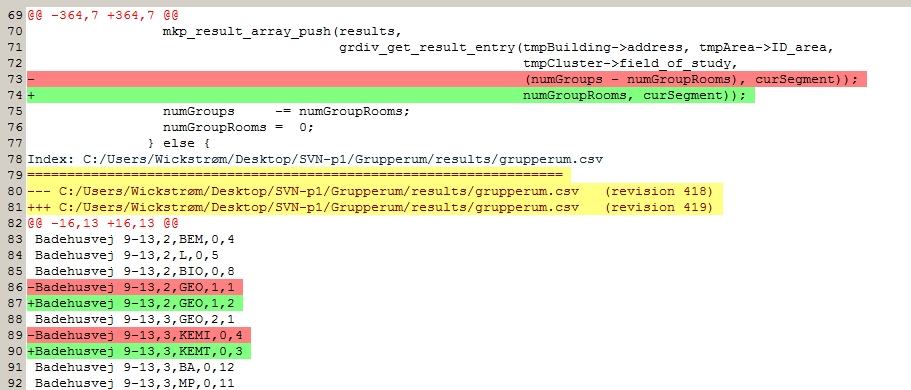 69 @@ -364,7 +364,7 @@
70 mkp_result_array_push(results,
71 grdiv_get_result_entry(tmpBuilding->address, tmpArea->ID_area,
72 tmpCluster->field_of_study,
73 - (numGroups - numGroupRooms), curSegment));
74 + numGroupRooms, curSegment));
75 numGroups -= numGroupRooms;
76 numGroupRooms = 0;
77 } else {
78 Index: C:/Users/Wickstrøm/Desktop/SVN-p1/Grupperum/results/grupperum.csv
79 ===================================================================
80 --- C:/Users/Wickstrøm/Desktop/SVN-p1/Grupperum/results/grupperum.csv (revision 418)
81 +++ C:/Users/Wickstrøm/Desktop/SVN-p1/Grupperum/results/grupperum.csv (revision 419)
82 @@ -16,13 +16,13 @@
83 Badehusvej 9-13,2,BEM,0,4
84 Badehusvej 9-13,2,L,0,5
85 Badehusvej 9-13,2,BIO,0,8
86 -Badehusvej 9-13,2,GEO,1,1
87 +Badehusvej 9-13,2,GEO,1,2
88 Badehusvej 9-13,3,GEO,2,1
89 -Badehusvej 9-13,3,KEMI,0,4
90 +Badehusvej 9-13,3,KEMT,0,3
91 Badehusvej 9-13,3,BA,0,12
92 Badehusvej 9-13,3,MP,0,11